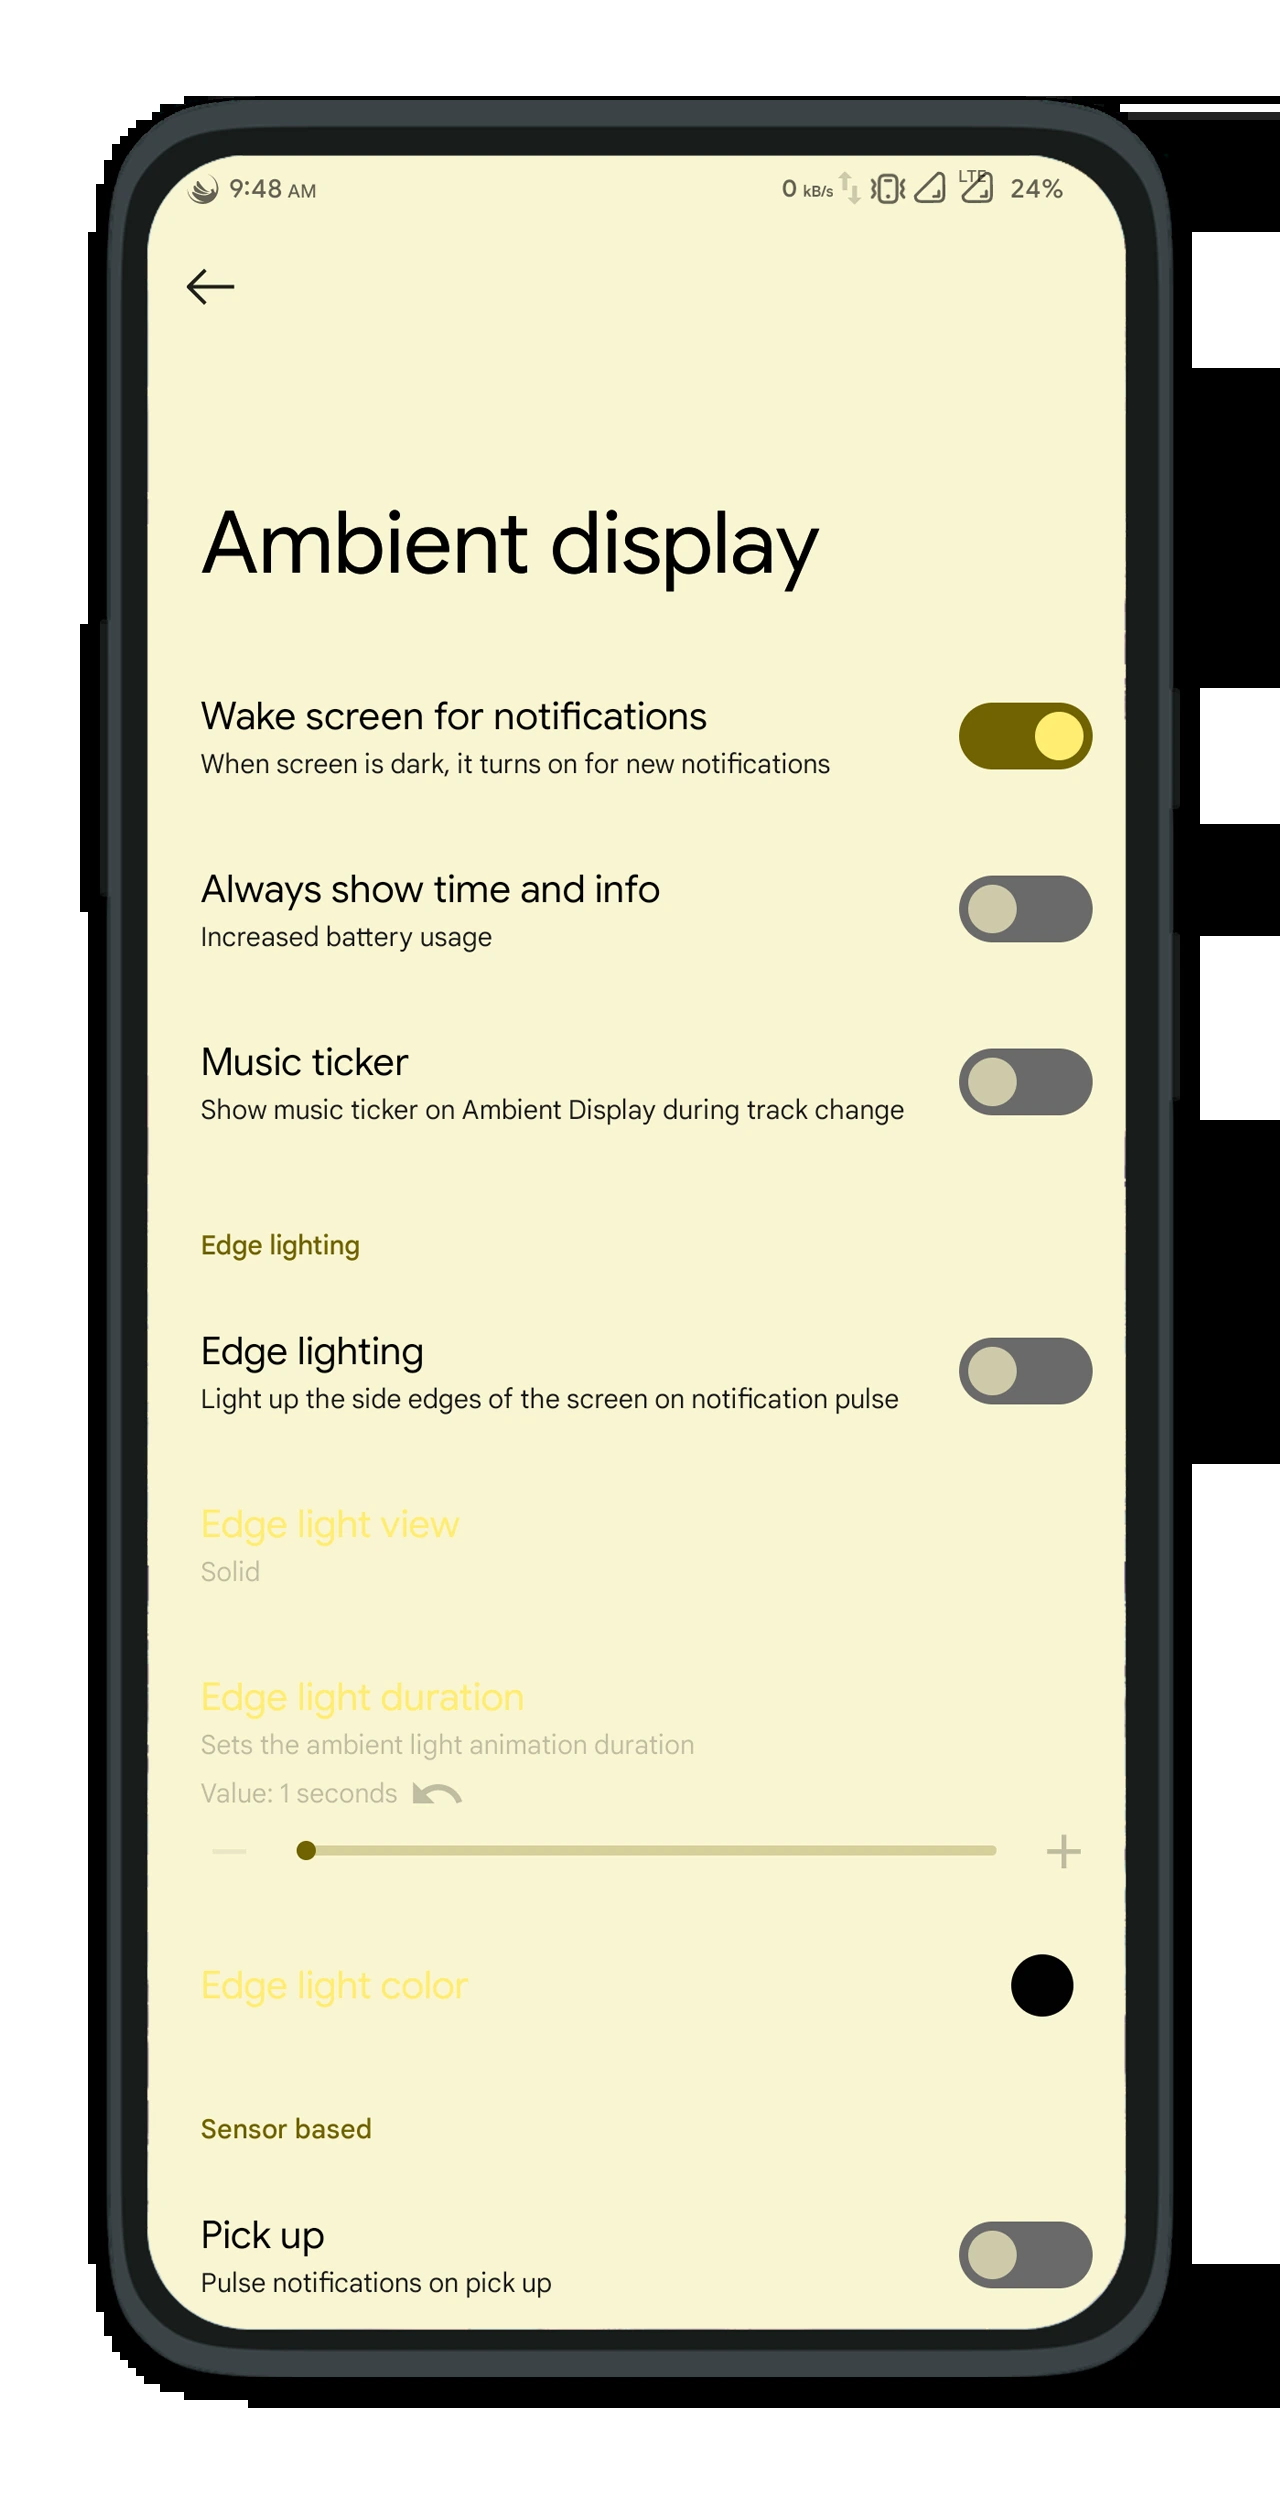 9:48 AM
0 kB/s LTE 24%
Ambient display
Wake screen for notifications
When screen is dark, it turns on for new notifications
Always show time and info
Increased battery usage
Music ticker
Show music ticker on Ambient Display during track change
Edge lighting
Edge lighting
Light up the side edges of the screen on notification pulse
Edge light view
Solid
Edge light duration
Sets the ambient light animation duration
Value: 1 seconds
Edge light color
Sensor based
Pick up
Pulse notifications on pick up